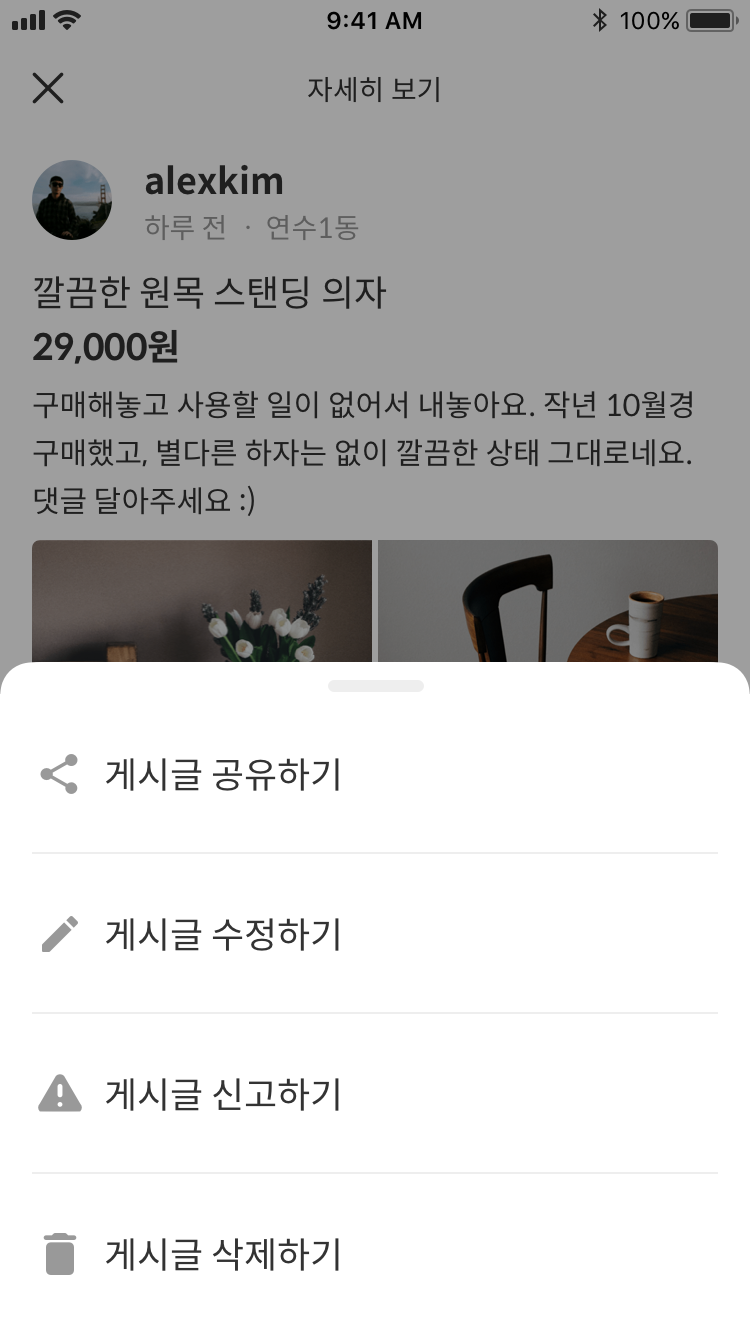 9:41 AM
100%
자세히 보기
alexkim
하루 전 · 연수1동
깔끔한 원목 스탠딩 의자
29,000원
구매해놓고 사용할 일이 없어서 내놓아요. 작년 10월경
구매했고, 별다른 하자는 없이 깔끔한 상태 그대로네요.
댓글 달아주세요 :)
게시글 공유하기
게시글 수정하기
게시글 신고하기
게시글 삭제하기